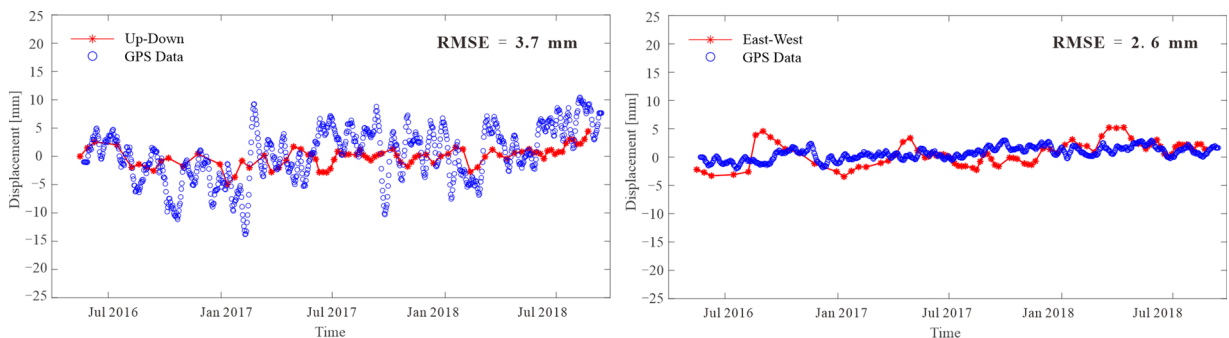 25
20
15
10
5
0
−5
−10
−15
−20
−25
Displacement [mm]
Up-Down
GPS Data
RMSE = 3.7 mm
Jul 2016
Jan 2017
Jul 2017
Jan 2018
Jul 2018
Time
25
20
15
10
5
0
−5
−10
−15
−20
−25
Displacement [mm]
East-West
GPS Data
RMSE = 2. 6 mm
Jul 2016
Jan 2017
Jul 2017
Jan 2018
Jul 2018
Time